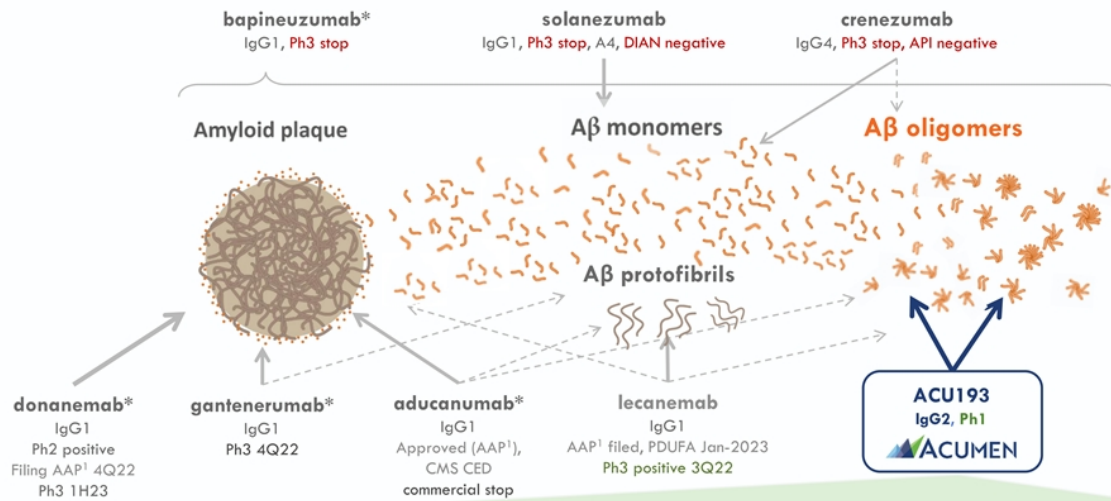 bapineuzumab*
IgG1, Ph3 stop
solanezumab
IgG1, Ph3 stop, A4, DIAN negative
crenezumab
IgG4, Ph3 stop, API negative
Amyloid plaque
Aβ monomers
Aβ oligomers
Aβ protofibrils
donanemab*
IgG1
Ph2 positive
Filing AAP¹ 4Q22
Ph3 1H23
gantenerumab*
IgG1
Ph3 4Q22
aducanumab*
IgG1
Approved (AAP¹),
CMS CED
commercial stop
lecanemab
IgG1
AAP¹ filed, PDUFA Jan-2023
Ph3 positive 3Q22
ACU193
IgG2, Ph1
ACUMEN